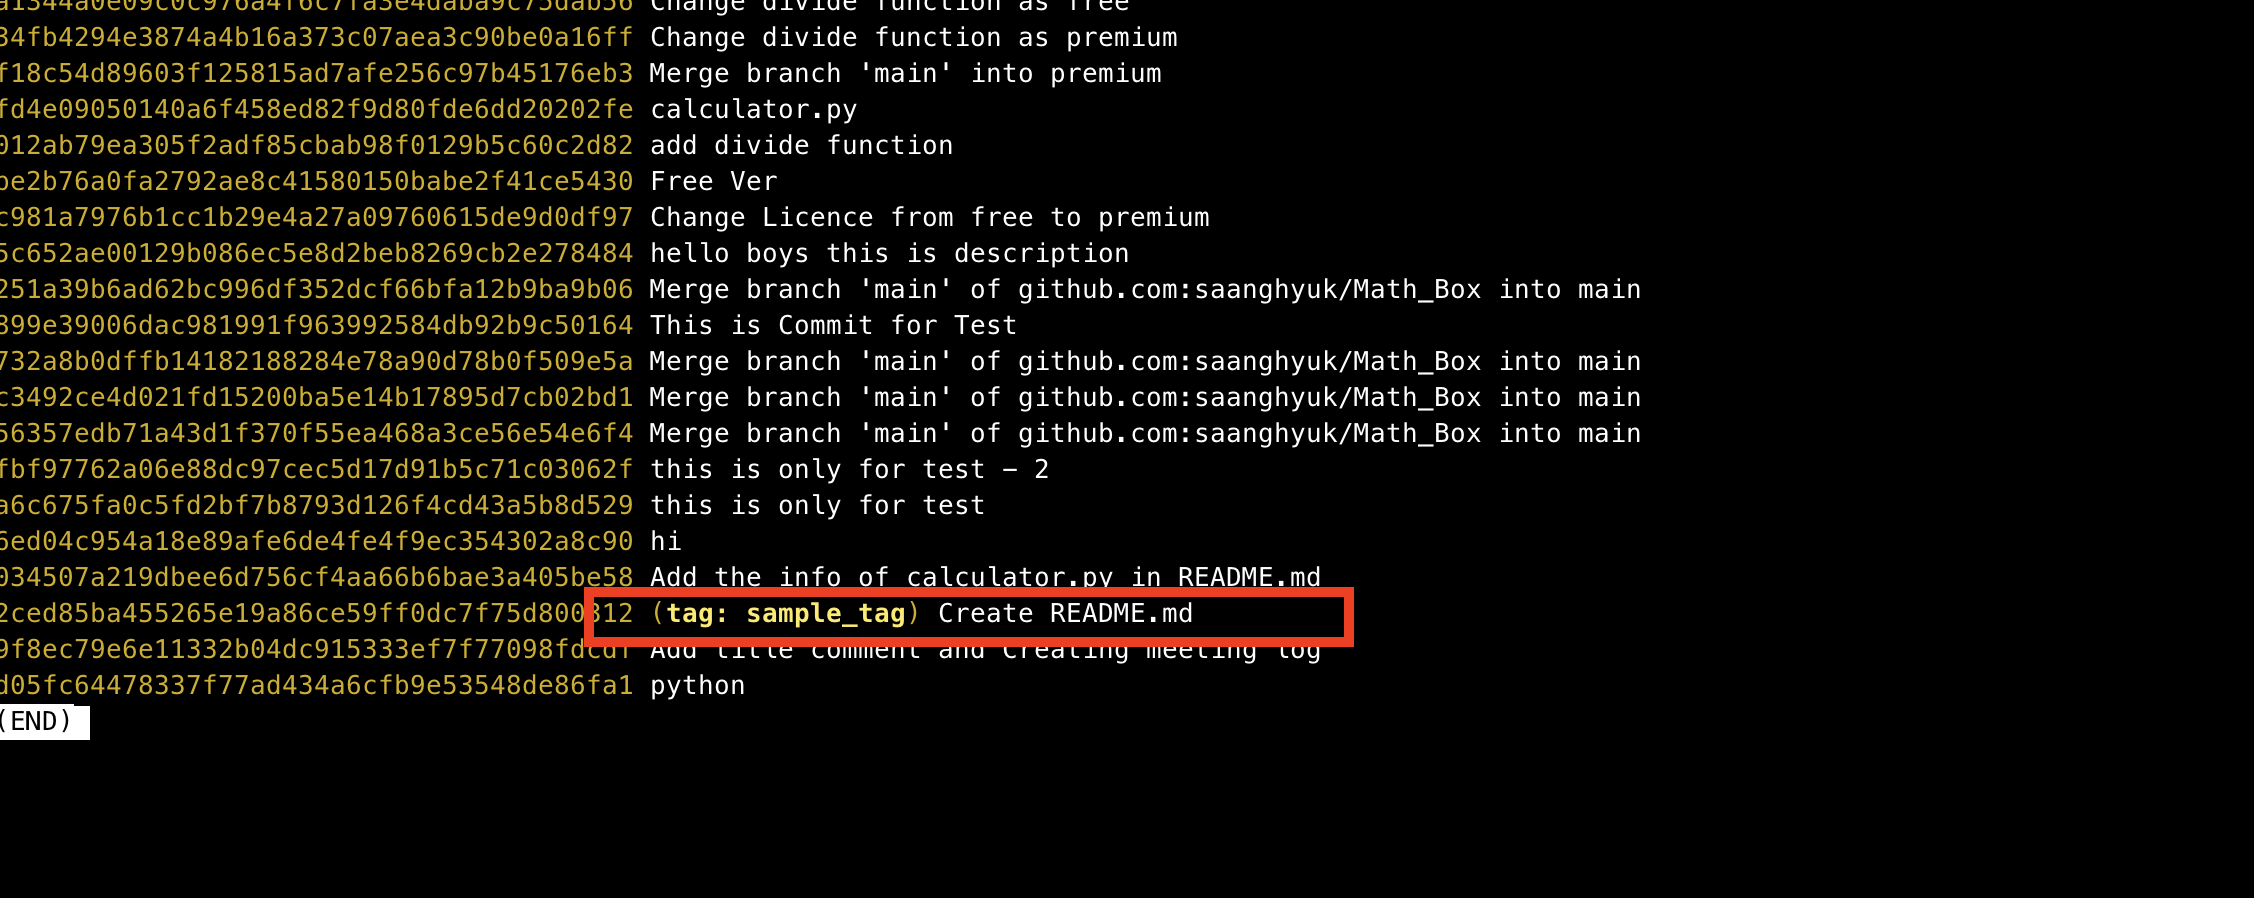 a1344a0e09c0c976a4f6c7fa3e4daba9c75dab56 Change divide function as free
34fb4294e3874a4b16a373c07aea3c90be0a16ff Change divide function as premium
f18c54d89603f125815ad7afe256c97b45176eb3 Merge branch 'main' into premium
fd4e09050140a6f458ed82f9d80fde6dd20202fe calculator.py
012ab79ea305f2adf85cbab98f0129b5c60c2d82 add divide function
be2b76a0fa2792ae8c41580150babe2f41ce5430 Free Ver
c981a7976b1cc1b29e4a27a09760615de9d0df97 Change Licence from free to premium
5c652ae00129b086ec5e8d2beb8269cb2e278484 hello boys this is description
251a39b6ad62bc996df352dcf66bfa12b9ba9b06 Merge branch 'main' of github.com:saanghyuk/Math_Box into main
899e39006dac981991f963992584db92b9c50164 This is Commit for Test
732a8b0dffb14182188284e78a90d78b0f509e5a Merge branch 'main' of github.com:saanghyuk/Math_Box into main
c3492ce4d021fd15200ba5e14b17895d7cb02bd1 Merge branch 'main' of github.com:saanghyuk/Math_Box into main
56357edb71a43d1f370f55ea468a3ce56e54e6f4 Merge branch 'main' of github.com:saanghyuk/Math_Box into main
fbf97762a06e88dc97cec5d17d91b5c71c03062f this is only for test - 2
a6c675fa0c5fd2bf7b8793d126f4cd43a5b8d529 this is only for test
6ed04c954a18e89afe6de4fe4f9ec354302a8c90 hi
034507a219dbee6d756cf4aa66b6bae3a405be58 Add the info of calculator.py in README.md
2ced85ba455265e19a86ce59ff0dc7f75d800312 (tag: sample_tag) Create README.md
9f8ec79e6e11332b04dc915333ef7f77098fdcdf Add title comment and Creating meeting log
d05fc64478337f77ad434a6cfb9e53548de86fa1 python
(END)